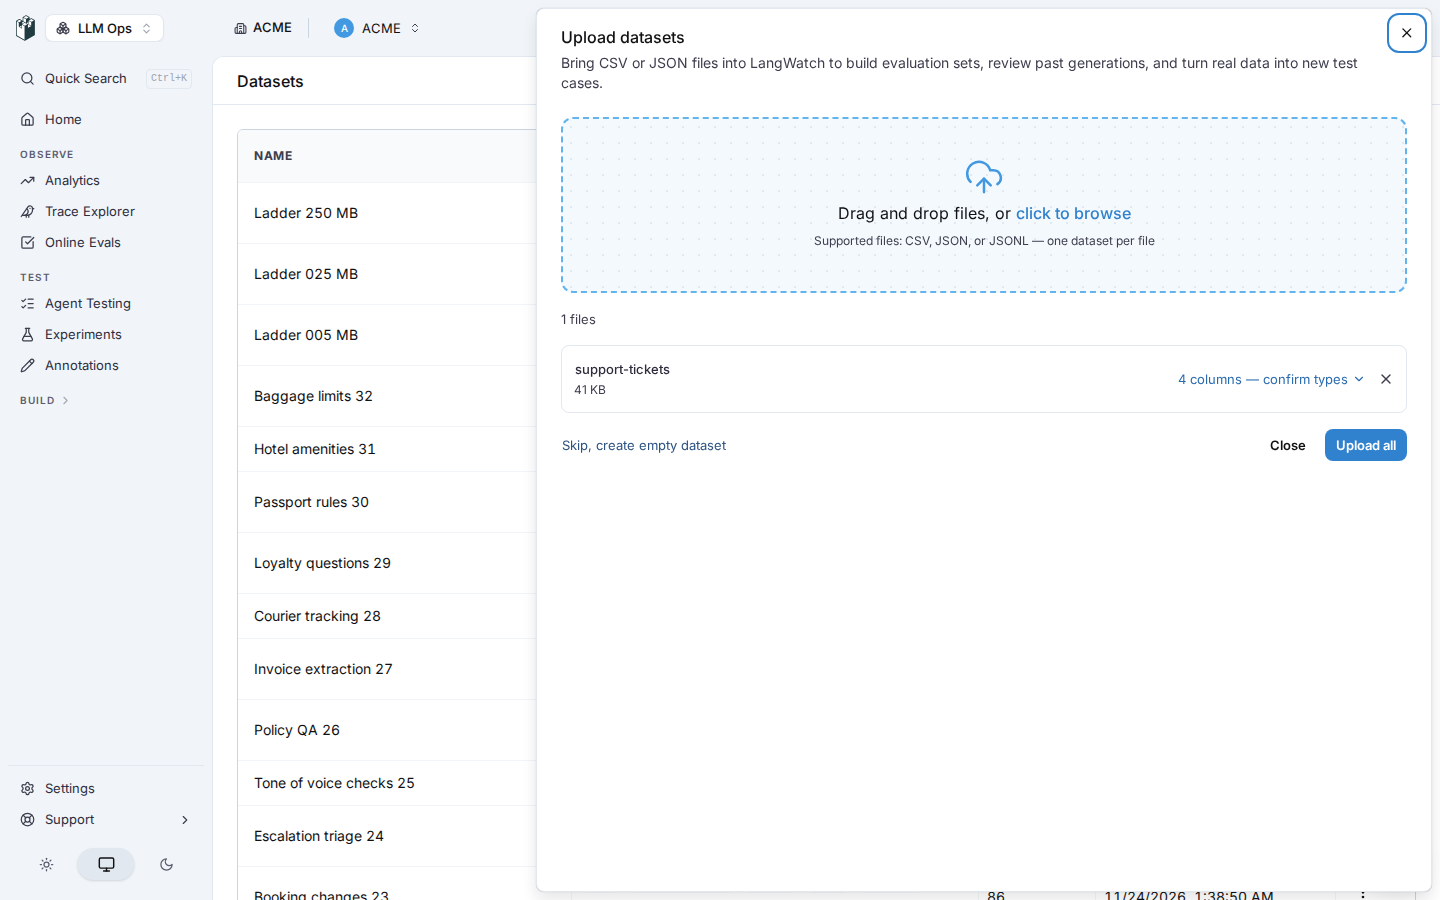 LLM Ops
ACME
A ACME
Quick Search Ctrl+K
Home
OBSERVE
Analytics
Trace Explorer
Online Evals
TEST
Agent Testing
Experiments
Annotations
BUILD
Settings
Support
Datasets
NAME
Ladder 250 MB
Ladder 025 MB
Ladder 005 MB
Baggage limits 32
Hotel amenities 31
Passport rules 30
Loyalty questions 29
Courier tracking 28
Invoice extraction 27
Policy QA 26
Tone of voice checks 25
Escalation triage 24
Booking changes 23
86
11/24/2026, 1:38:50 AM
Upload datasets
Bring CSV or JSON files into LangWatch to build evaluation sets, review past generations, and turn real data into new test
cases.
Drag and drop files, or click to browse
Supported files: CSV, JSON, or JSONL — one dataset per file
1 files
support-tickets
41 KB
4 columns — confirm types
Skip, create empty dataset
Close
Upload all